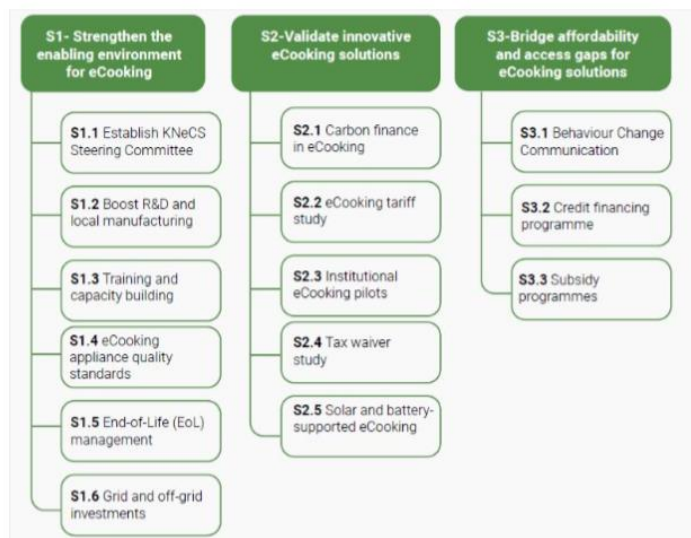 S1- Strengthen the
enabling environment
for eCooking
S1.1 Establish KNeCS
Steering Committee
S1.2 Boost R&D and
local manufacturing
S1.3 Training and
capacity building
S1.4 eCooking
appliance quality
standards
S1.5 End-of-Life (EoL)
management
S1.6 Grid and off-grid
investments
S2-Validate innovative
eCooking solutions
S2.1 Carbon finance
in eCooking
S2.2 eCooking tariff
study
S2.3 Institutional
eCooking pilots
S2.4 Tax waiver
study
S2.5 Solar and battery-
supported eCooking
S3-Bridge affordability
and access gaps for
eCooking solutions
S3.1 Behaviour Change
Communication
S3.2 Credit financing
programme
S3.3 Subsidy
programmes